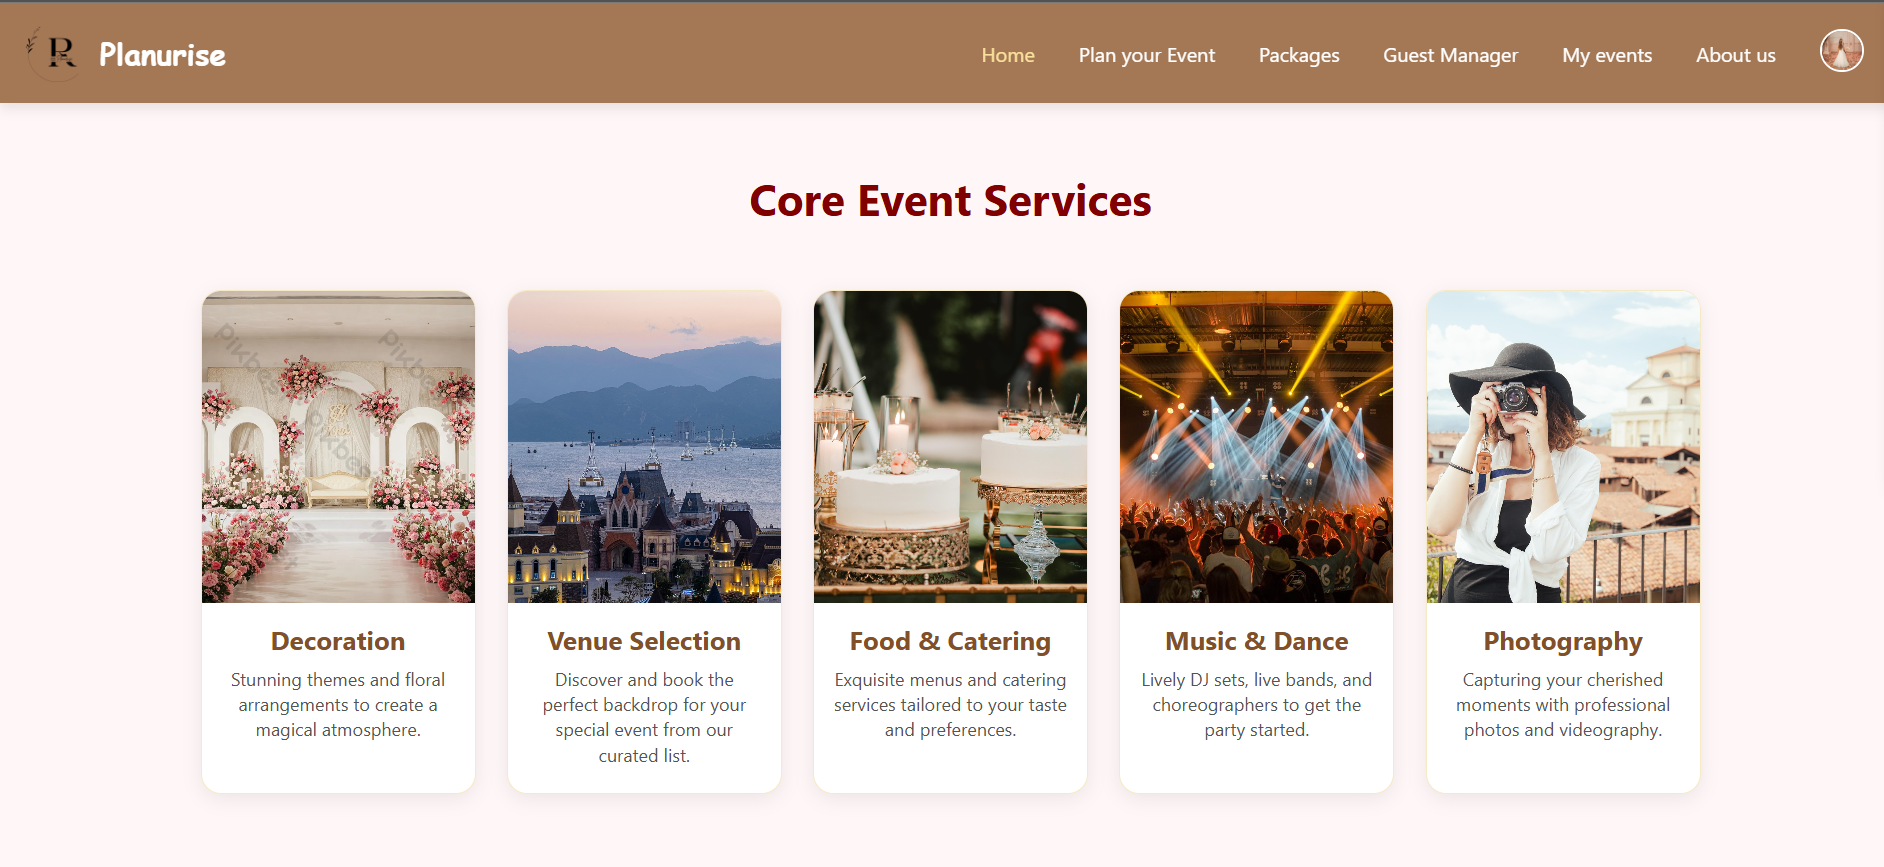 R
Planurise
Home
Plan your Event
Packages
Guest Manager
My events
About us
Core Event Services
pikbest
pikbest
pikbest
Decoration
Stunning themes and floral
arrangements to create a
magical atmosphere.
Venue Selection
Discover and book the
perfect backdrop for your
special event from our
curated list.
Food & Catering
Exquisite menus and catering
services tailored to your taste
and preferences.
Music & Dance
Lively DJ sets, live bands, and
choreographers to get the
party started.
Photography
Capturing your cherished
moments with professional
photos and videography.